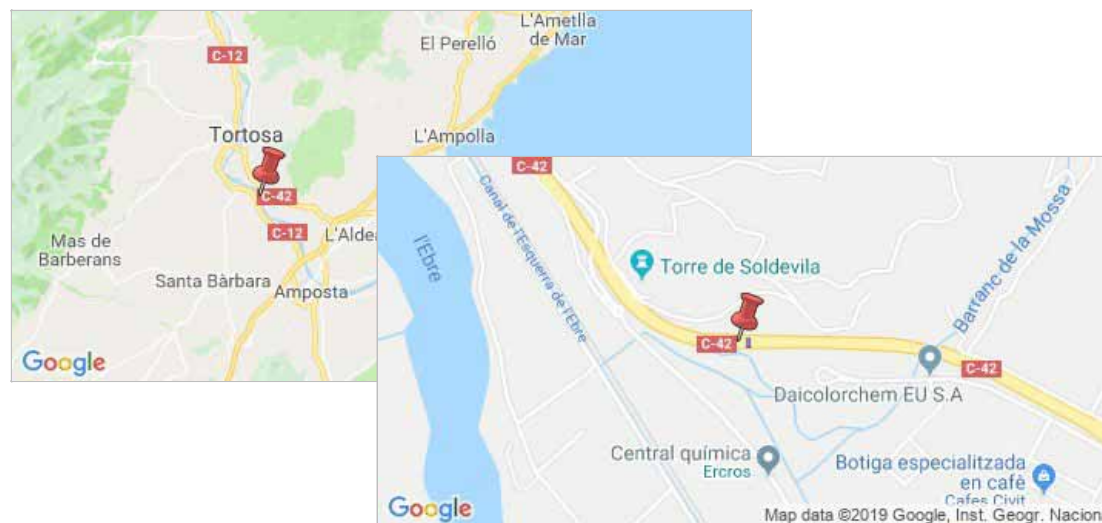 L'Ametlla
de Mar
El Perelló
C-12
Tortosa
L'Ampolla
C-42
C-12
Mas de
Barberans
Santa Bàrbara
Amposta
Google
C-42
Canal de l'Esquerra de l'Ebre
l'Ebre
Torre de Soldevila
Barranc de la Mossa
C-42
C-42
Daicolorchem EU S.A
Central química
Ercros
Botiga especialitzada
en cafè
Cafes Civit
Google
Map data ©2019 Google, Inst. Geogr. Nacion